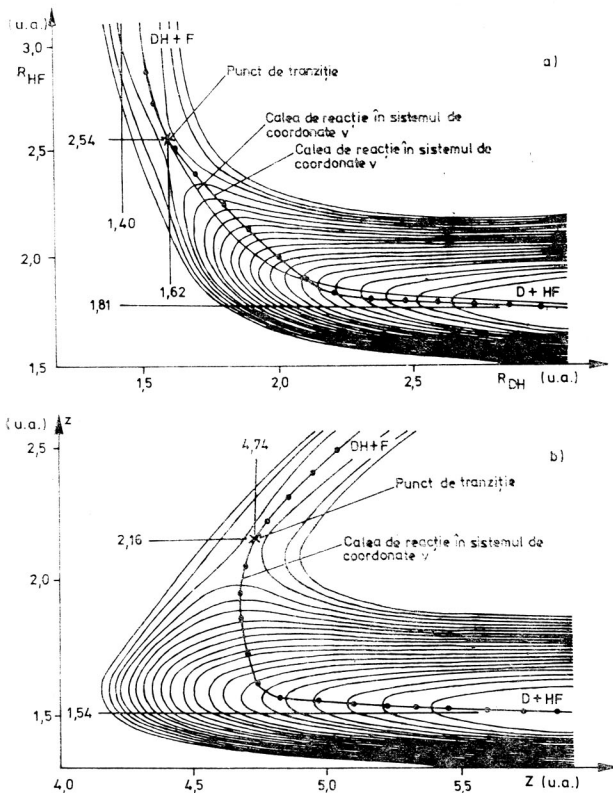 (u.a.)
3,0
R HF
DH + F
a)
Punct de tranziție
Calea de reacție în sistemul de
coordonate v'
Calea de reacție în sistemul de
coordonate v
2,54
2,5
1,40
2,0
1,62
1,81
D + HF
1,5
1,5
2,0
2,5
R DH (u.a.)
(u.a.) z
2,5
4,74
DH + F
b)
Punct de tranziție
2,16
Calea de reacție în sistemul de
coordonate v'
2,0
D + HF
1,5
1,54
4,0
4,5
5,0
5,5
Z (u.a.)